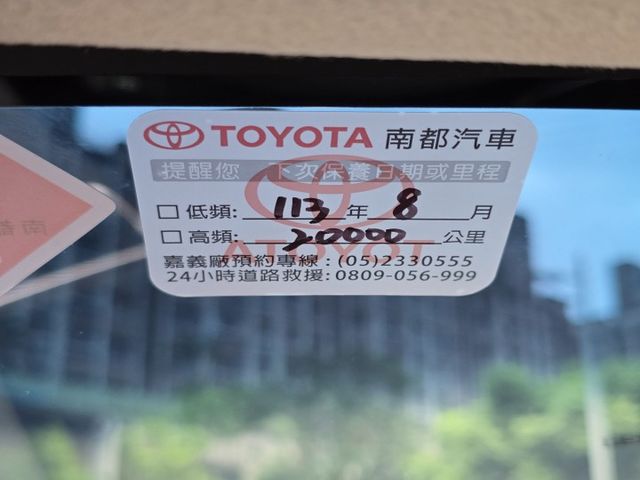 TOYOTA 南都汽車
提醒您 下次保養日期或里程
□ 低頻: 113 年 8 月
□ 高頻: 20000 公里
ATOYOT
嘉義廠預約專線:(05)2330555
24小時道路救援:0809-056-999
南